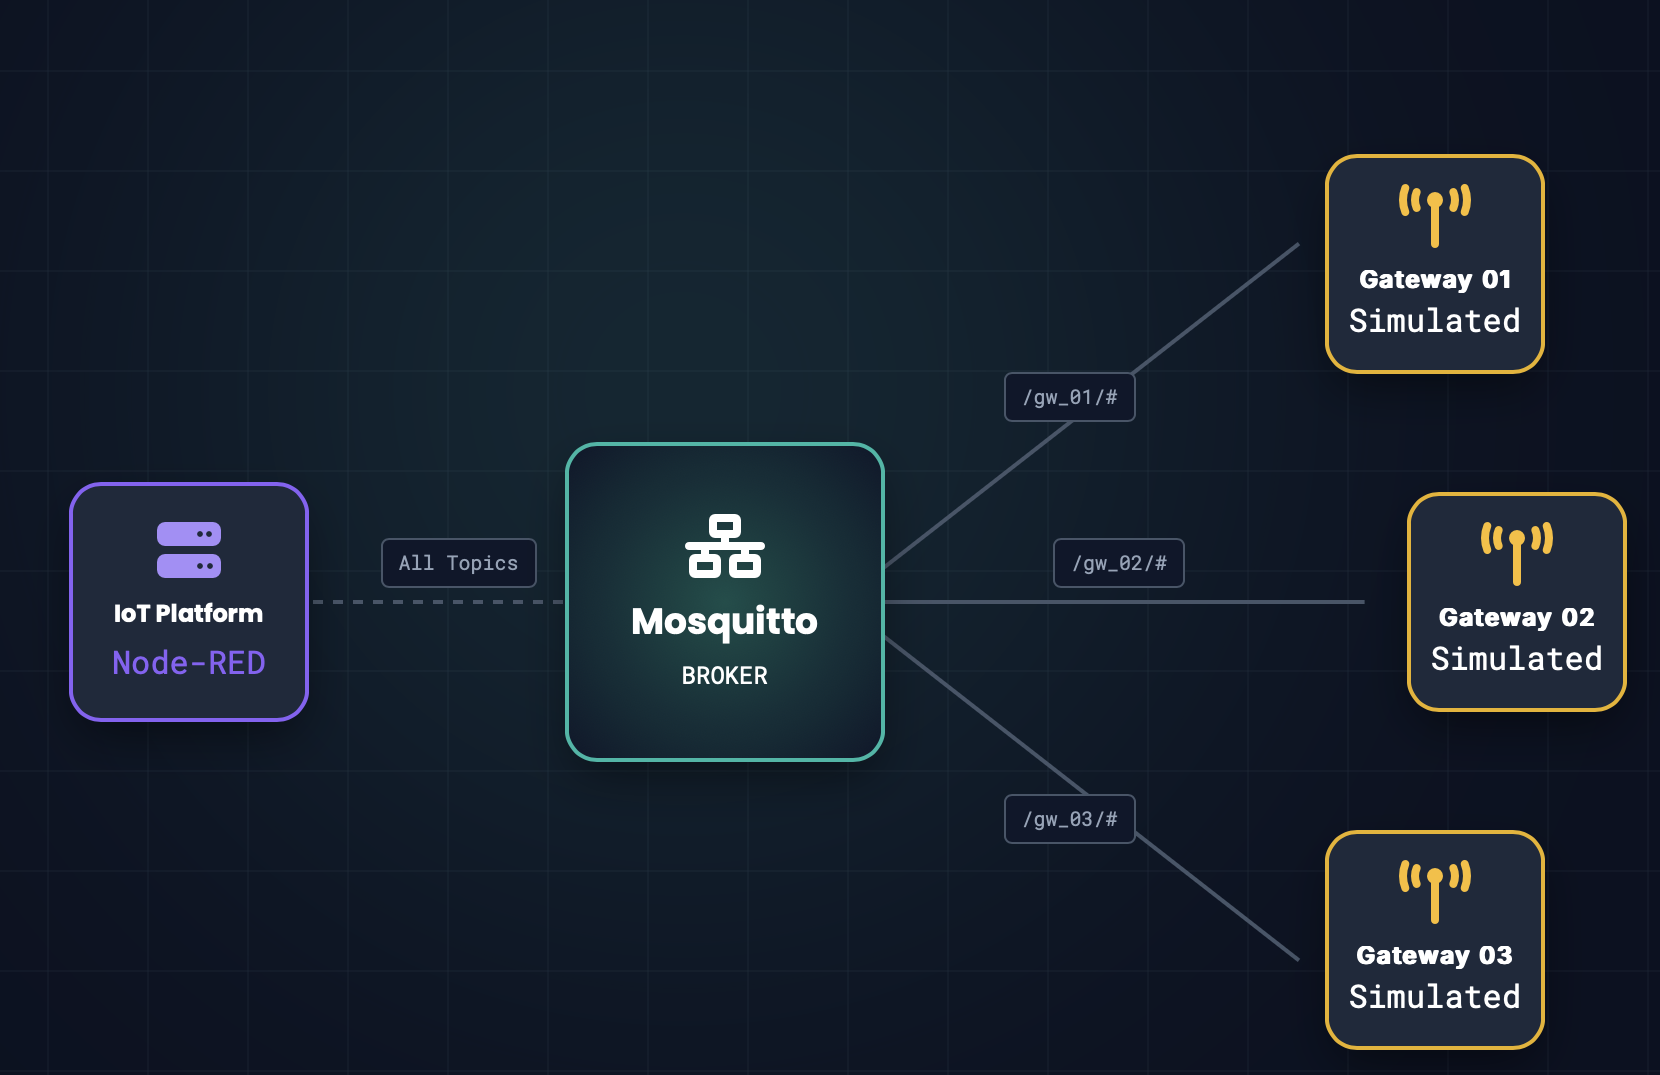 Gateway 01
Simulated
/gw_01/#
IoT Platform
Node-RED
All Topics
Mosquitto
BROKER
/gw_02/#
Gateway 02
Simulated
/gw_03/#
Gateway 03
Simulated